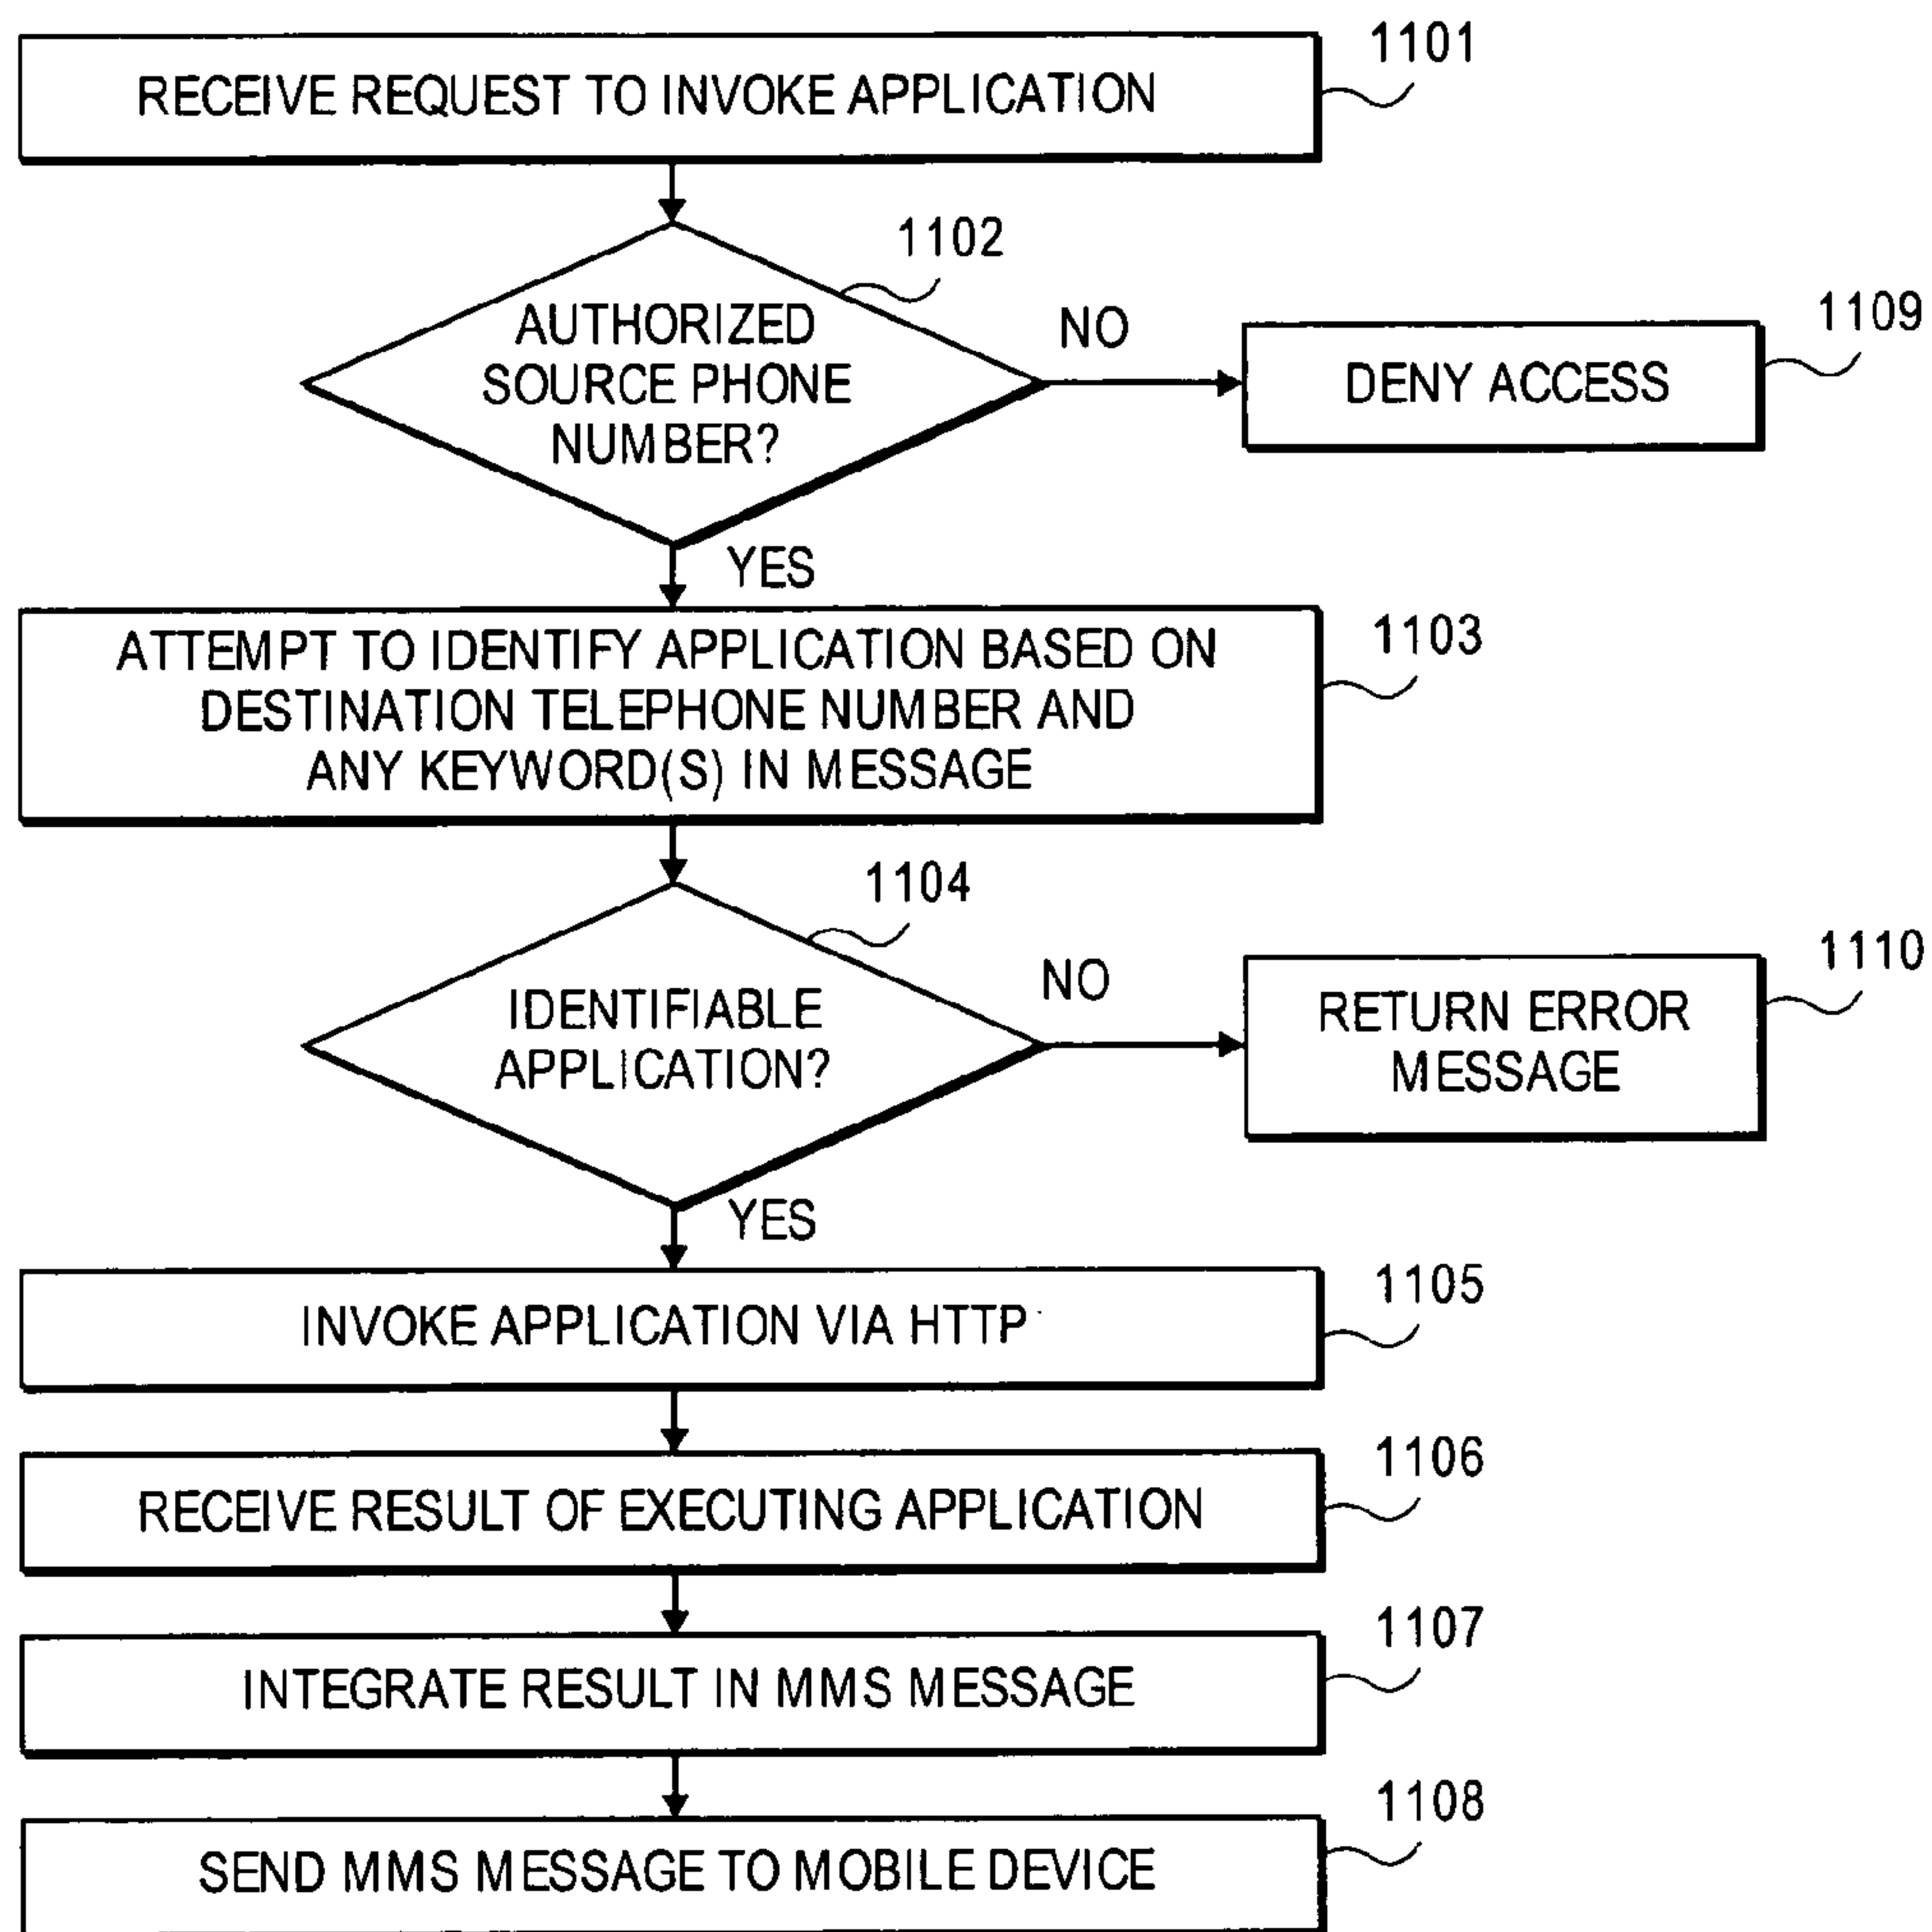 1101
RECEIVE REQUEST TO INVOKE APPLICATION
1102
AUTHORIZED
SOURCE PHONE
NUMBER?
NO
1109
DENY ACCESS
YES
1103
ATTEMPT TO IDENTIFY APPLICATION BASED ON
DESTINATION TELEPHONE NUMBER AND
ANY KEYWORD(S) IN MESSAGE
1104
IDENTIFIABLE
APPLICATION?
NO
1110
RETURN ERROR
MESSAGE
YES
1105
INVOKE APPLICATION VIA HTTP
1106
RECEIVE RESULT OF EXECUTING APPLICATION
1107
INTEGRATE RESULT IN MMS MESSAGE
1108
SEND MMS MESSAGE TO MOBILE DEVICE